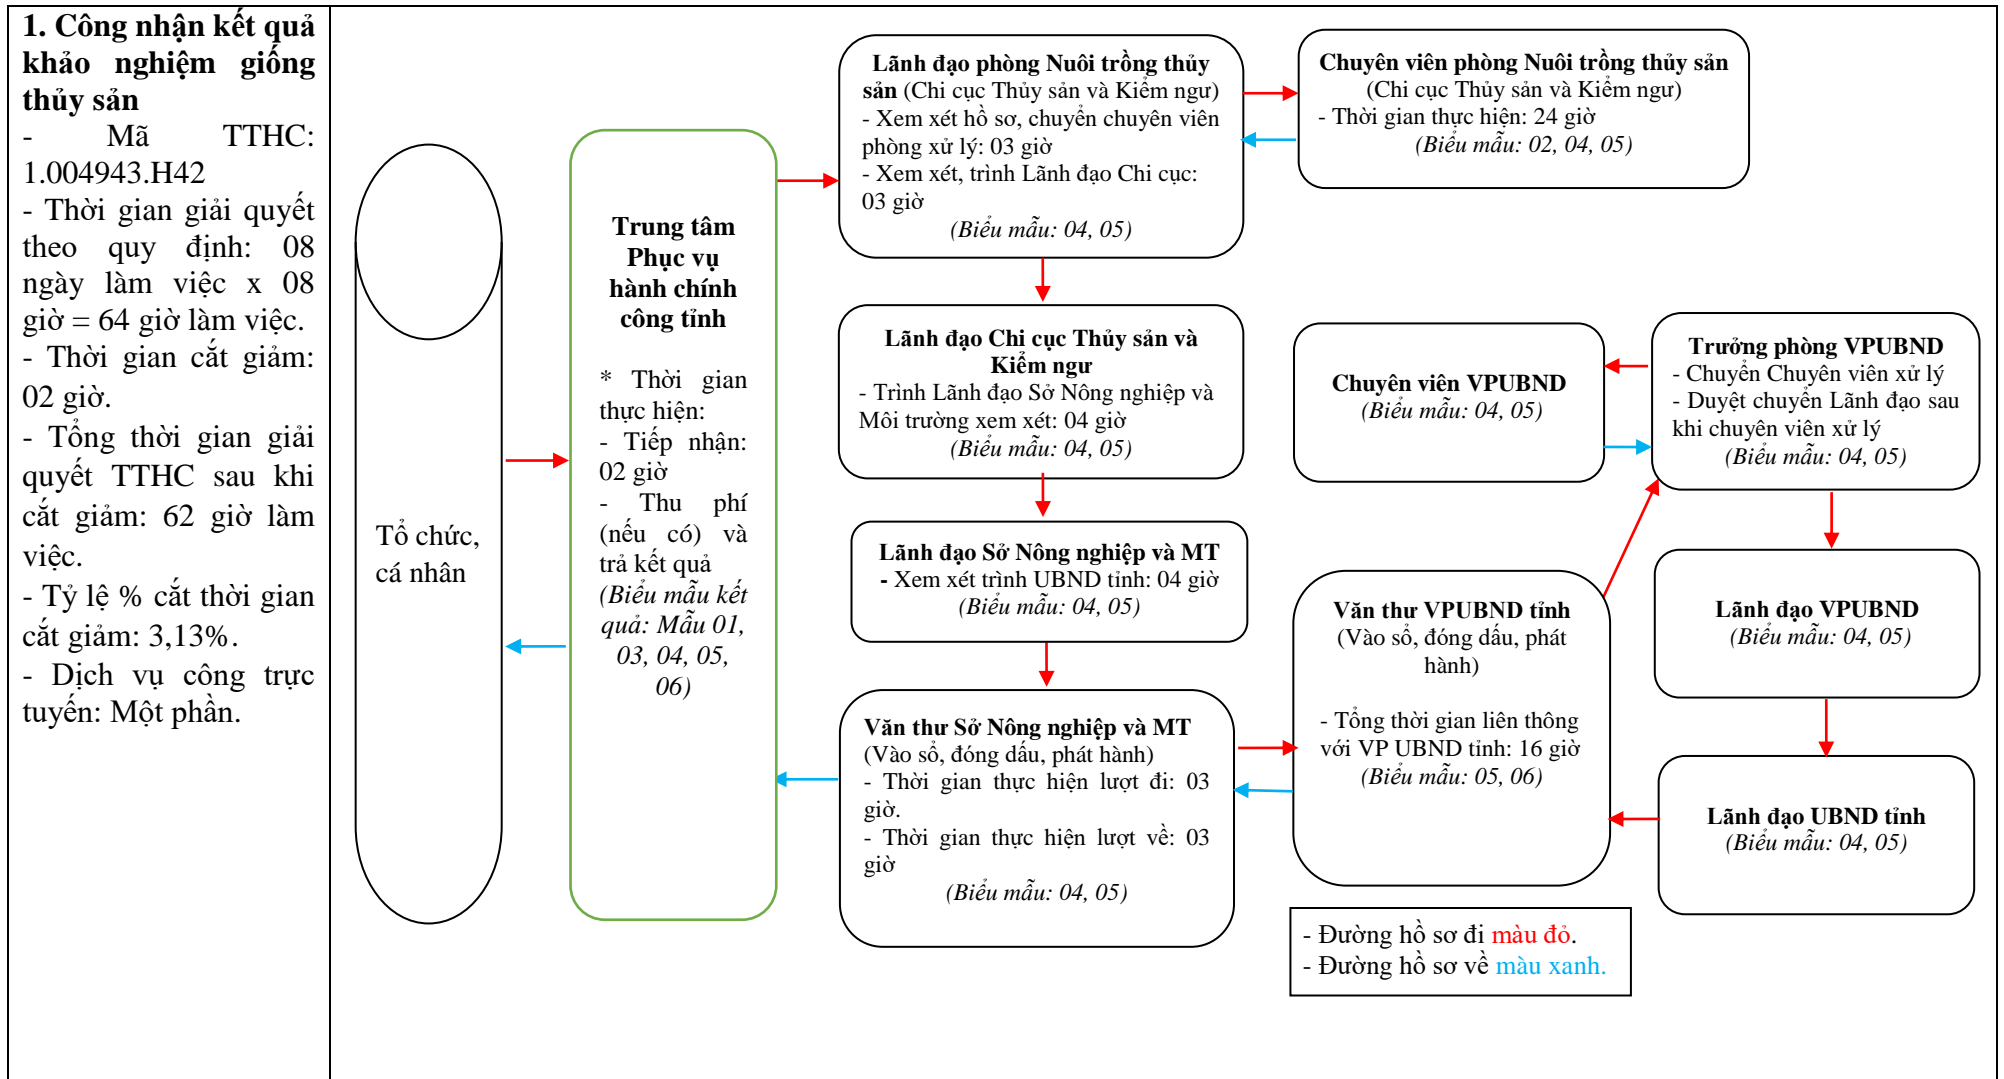 1. Công nhận kết quả
khảo nghiệm giống
thủy sản
- Mã TTHC:
1.004943.H42
- Thời gian giải quyết
theo quy định: 08
ngày làm việc x 08
giờ = 64 giờ làm việc.
- Thời gian cắt giảm:
02 giờ.
- Tổng thời gian giải
quyết TTHC sau khi
cắt giảm: 62 giờ làm
việc.
- Tỷ lệ % cắt thời gian
cắt giảm: 3,13%.
- Dịch vụ công trực
tuyến: Một phần.
Tổ chức,
cá nhân
Trung tâm
Phục vụ
hành chính
công tỉnh
* Thời gian
thực hiện:
- Tiếp nhận:
02 giờ
- Thu phí
(nếu có) và
trả kết quả
(Biểu mẫu kết
quả: Mẫu 01,
03, 04, 05,
06)
Lãnh đạo phòng Nuôi trồng thủy
sản (Chi cục Thủy sản và Kiểm ngư)
- Xem xét hồ sơ, chuyển chuyên viên
phòng xử lý: 03 giờ
- Xem xét, trình Lãnh đạo Chi cục:
03 giờ
(Biểu mẫu: 04, 05)
Chuyên viên phòng Nuôi trồng thủy sản
(Chi cục Thủy sản và Kiểm ngư)
- Thời gian thực hiện: 24 giờ
(Biểu mẫu: 02, 04, 05)
Lãnh đạo Chi cục Thủy sản và
Kiểm ngư
- Trình Lãnh đạo Sở Nông nghiệp và
Môi trường xem xét: 04 giờ
(Biểu mẫu: 04, 05)
Lãnh đạo Sở Nông nghiệp và MT
- Xem xét trình UBND tỉnh: 04 giờ
(Biểu mẫu: 04, 05)
Văn thư Sở Nông nghiệp và MT
(Vào sổ, đóng dấu, phát hành)
- Thời gian thực hiện lượt đi: 03
giờ.
- Thời gian thực hiện lượt về: 03
giờ
(Biểu mẫu: 04, 05)
Văn thư VPUBND tỉnh
(Vào sổ, đóng dấu, phát
hành)
- Tổng thời gian liên thông
với VP UBND tỉnh: 16 giờ
(Biểu mẫu: 05, 06)
Chuyên viên VPUBND
(Biểu mẫu: 04, 05)
Trưởng phòng VPUBND
- Chuyển Chuyên viên xử lý
- Duyệt chuyển Lãnh đạo sau
khi chuyên viên xử lý
(Biểu mẫu: 04, 05)
Lãnh đạo VPUBND
(Biểu mẫu: 04, 05)
Lãnh đạo UBND tỉnh
(Biểu mẫu: 04, 05)
- Đường hồ sơ đi màu đỏ.
- Đường hồ sơ về màu xanh.